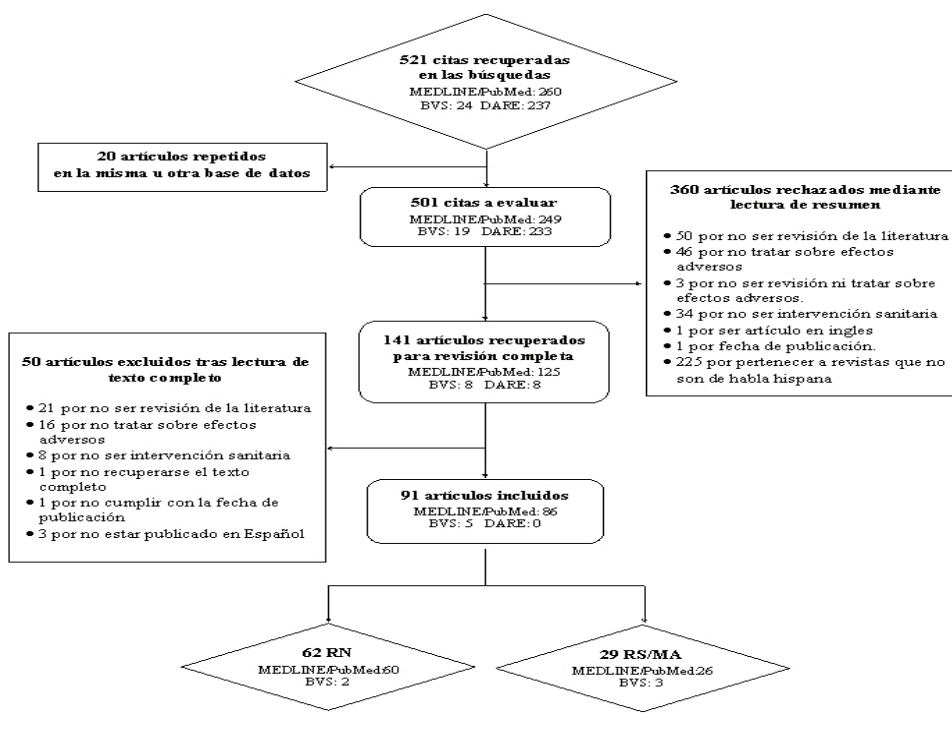 521 citas recuperadas
en las búsquedas
MEDLINE/PubMed: 260
BVS: 24 DARE: 237
20 artículos repetidos
en la misma u otra base de datos
501 citas a evaluar
MEDLINE/PubMed: 249
BVS: 19 DARE: 233
360 artículos rechazados mediante
lectura de resumen
• 50 por no ser revisión de la literatura
• 46 por no tratar sobre efectos
adversos
• 3 por no ser revisión ni tratar sobre
efectos adversos.
• 34 por no ser intervención sanitaria
• 1 por ser artículo en ingles
• 1 por fecha de publicación.
• 225 por pertenecer a revistas que no
son de habla hispana
141 artículos recuperados
para revisión completa
MEDLINE/PubMed: 125
BVS: 8 DARE: 8
50 artículos excluidos tras lectura de
texto completo
• 21 por no ser revisión de la literatura
• 16 por no tratar sobre efectos
adversos
• 8 por no ser intervención sanitaria
• 1 por no recuperarse el texto
completo
• 1 por no cumplir con la fecha de
publicación
• 3 por no estar publicado en Español
91 artículos incluidos
MEDLINE/PubMed: 86
BVS: 5 DARE: 0
62 RN
MEDLINE/PubMed:60
BVS: 2
29 RS/MA
MEDLINE/PubMed:26
BVS: 3